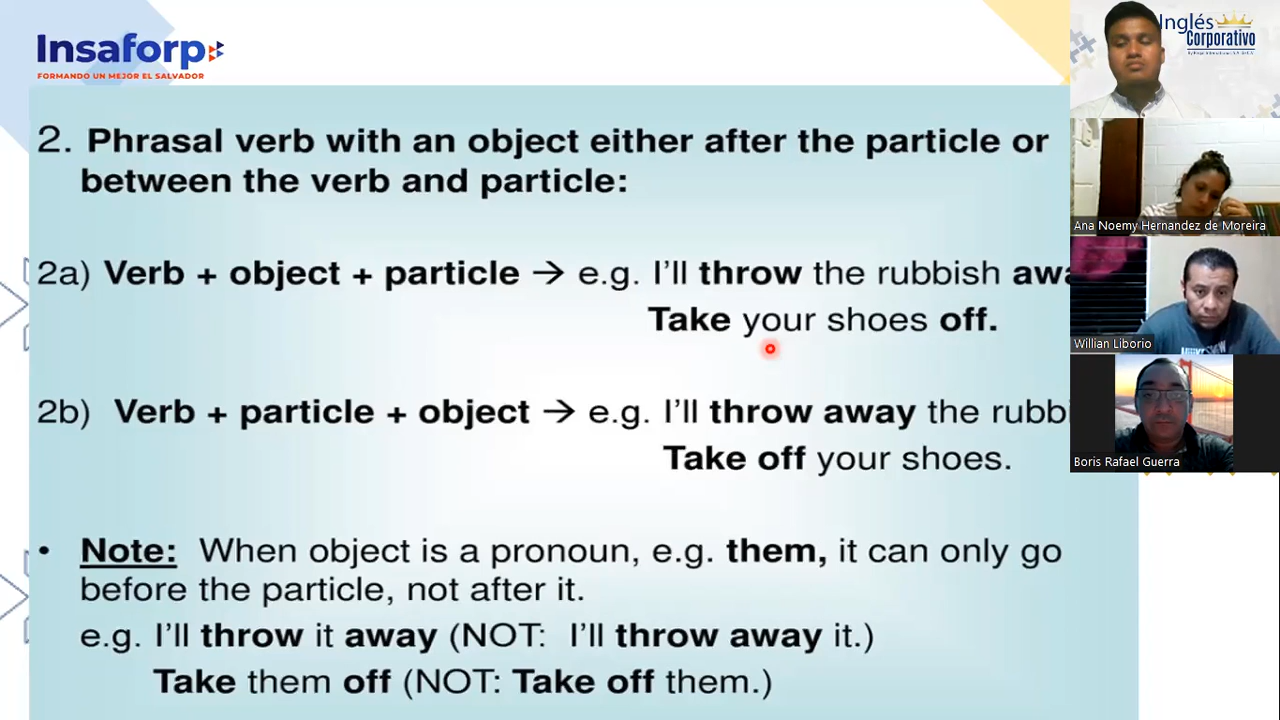 Insaforp
FORMANDO UN MEJOR EL SALVADOR
Inglés
Corporativo
2. Phrasal verb with an object either after the particle or
between the verb and particle:
2a) Verb + object + particle → e.g. I'll throw the rubbish
Take your shoes off.
2b) Verb + particle + object → e.g. I'll throw away the
Take off your shoes.
• Note: When object is a pronoun, e.g. them, it can only go
before the particle, not after it.
e.g. I'll throw it away (NOT: I'll throw away it.)
Take them off (NOT: Take off them.)
Ana Noemy Hernandez de Moreira
Willian Liborio
Boris Rafael Guerra